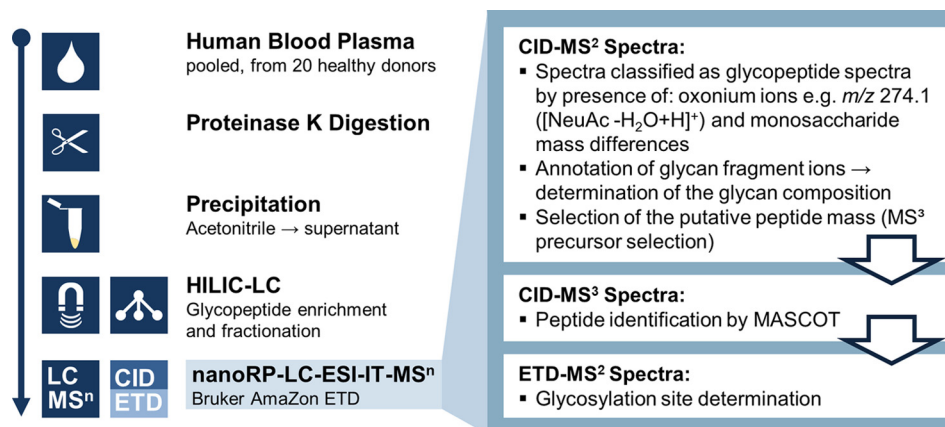 Human Blood Plasma
pooled, from 20 healthy donors
Proteinase K Digestion
Precipitation
Acetonitrile → supernatant
HILIC-LC
Glycopeptide enrichment
and fractionation
LC
MSⁿ
CID
ETD
nanoRP-LC-ESI-IT-MSⁿ
Bruker AmaZon ETD
CID-MS² Spectra:
▪ Spectra classified as glycopeptide spectra
by presence of: oxonium ions e.g. m/z 274.1
([NeuAc -H₂O+H]⁺) and monosaccharide
mass differences
▪ Annotation of glycan fragment ions →
determination of the glycan composition
▪ Selection of the putative peptide mass (MS³
precursor selection)
CID-MS³ Spectra:
▪ Peptide identification by MASCOT
ETD-MS² Spectra:
▪ Glycosylation site determination